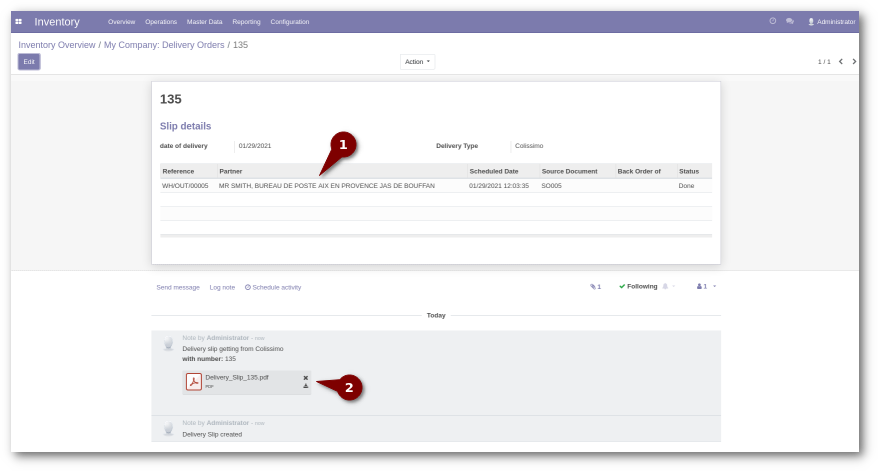 Inventory Overview Operations Master Data Reporting Configuration Administrator
Inventory Overview / My Company: Delivery Orders / 135
Edit Action 1 / 1
135
Slip details
date of delivery 01/29/2021 Delivery Type Colissimo
1
Reference Partner Scheduled Date Source Document Back Order of Status
WH/OUT/00005 MR SMITH, BUREAU DE POSTE AIX EN PROVENCE JAS DE BOUFFAN 01/29/2021 12:03:35 SO005 Done
Send message Log note Schedule activity 1 Following 1
Today
Note by Administrator - now
Delivery slip getting from Colissimo
with number: 135
Delivery_Slip_135.pdf
PDF
2
Note by Administrator - now
Delivery Slip created